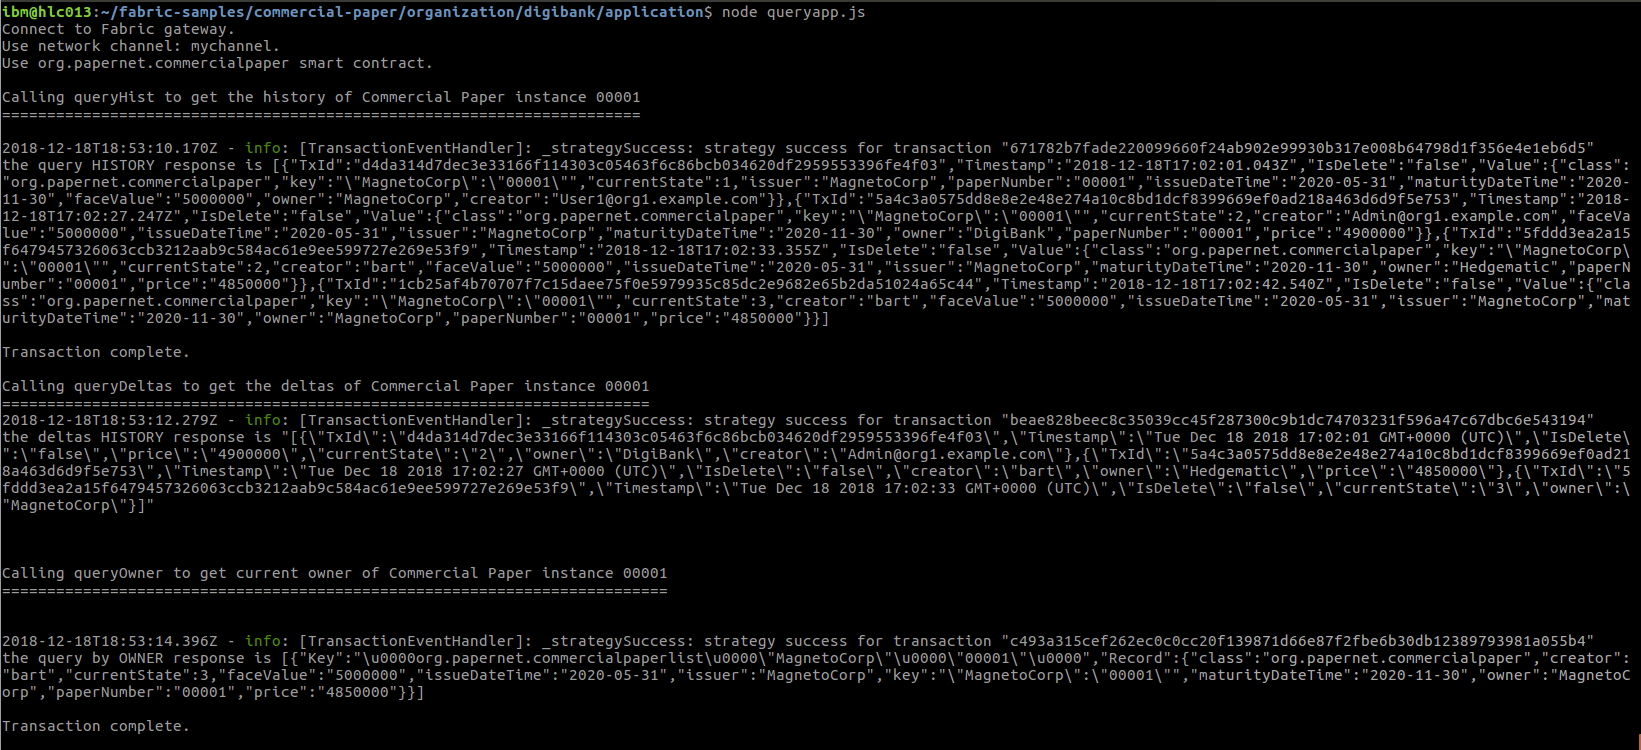 ibm@hlc013:~/fabric-samples/commercial-paper/organization/digibank/application$ node queryapp.js
Connect to Fabric gateway.
Use network channel: mychannel.
Use org.papernet.commercialpaper smart contract.
Calling queryHist to get the history of Commercial Paper instance 00001
=======================================================================
2018-12-18T18:53:10.170Z - info: [TransactionEventHandler]: _strategySuccess: strategy success for transaction "671782b7fade220099660f24ab902e99930b317e008b64798d1f356e4e1eb6d5"
the query HISTORY response is [{"TxId":"d4da314d7dec3e33166f114303c05463f6c86bcb034620df2959553396fe4f03","Timestamp":"2018-12-18T17:02:01.043Z","IsDelete":"false","Value":{"class":
"org.papernet.commercialpaper","key":"\"MagnetoCorp\":\"00001\"","currentState":1,"issuer":"MagnetoCorp","paperNumber":"00001","issueDateTime":"2020-05-31","maturityDateTime":"2020-
11-30","faceValue":"5000000","owner":"MagnetoCorp","creator":"User1@org1.example.com"}},{"TxId":"5a4c3a0575dd8e8e2e48e274a10c8bd1dcf8399669ef0ad218a463d6d9f5e753","Timestamp":"2018-
12-18T17:02:27.247Z","IsDelete":"false","Value":{"class":"org.papernet.commercialpaper","key":"\"MagnetoCorp\":\"00001\"","currentState":2,"creator":"Admin@org1.example.com","faceVa
lue":"5000000","issueDateTime":"2020-05-31","issuer":"MagnetoCorp","maturityDateTime":"2020-11-30","owner":"DigiBank","paperNumber":"00001","price":"4900000"}},{"TxId":"5fddd3ea2a15
f6479457326063ccb3212aab9c584ac61e9ee599727e269e53f9","Timestamp":"2018-12-18T17:02:33.355Z","IsDelete":"false","Value":{"class":"org.papernet.commercialpaper","key":"\"MagnetoCorp\"
:\"00001\"","currentState":2,"creator":"bart","faceValue":"5000000","issueDateTime":"2020-05-31","issuer":"MagnetoCorp","maturityDateTime":"2020-11-30","owner":"Hedgematic","paperN
umber":"00001","price":"4850000"}},{"TxId":"1cb25af4b70707f7c15daee75f0e5979935c85dc2e9682e65b2da51024a65c44","Timestamp":"2018-12-18T17:02:42.540Z","IsDelete":"false","Value":{"cla
ss":"org.papernet.commercialpaper","key":"\"MagnetoCorp\":\"00001\"","currentState":3,"creator":"bart","faceValue":"5000000","issueDateTime":"2020-05-31","issuer":"MagnetoCorp","mat
urityDateTime":"2020-11-30","owner":"MagnetoCorp","paperNumber":"00001","price":"4850000"}}]
Transaction complete.
Calling queryDeltas to get the deltas of Commercial Paper instance 00001
========================================================================
2018-12-18T18:53:12.279Z - info: [TransactionEventHandler]: _strategySuccess: strategy success for transaction "beae828beec8c35039cc45f287300c9b1dc74703231f596a47c67dbc6e543194"
the deltas HISTORY response is "[{\"TxId\":\"d4da314d7dec3e33166f114303c05463f6c86bcb034620df2959553396fe4f03\",\"Timestamp\":\"Tue Dec 18 2018 17:02:01 GMT+0000 (UTC)\",\"IsDelete\
":\"false\",\"price\":\"4900000\",\"currentState\":\"2\",\"owner\":\"DigiBank\",\"creator\":\"Admin@org1.example.com\"},{\"TxId\":\"5a4c3a0575dd8e8e2e48e274a10c8bd1dcf8399669ef0ad21
8a463d6d9f5e753\",\"Timestamp\":\"Tue Dec 18 2018 17:02:27 GMT+0000 (UTC)\",\"IsDelete\":\"false\",\"creator\":\"bart\",\"owner\":\"Hedgematic\",\"price\":\"4850000\"},{\"TxId\":\"5
fddd3ea2a15f6479457326063ccb3212aab9c584ac61e9ee599727e269e53f9\",\"Timestamp\":\"Tue Dec 18 2018 17:02:33 GMT+0000 (UTC)\",\"IsDelete\":\"false\",\"currentState\":\"3\",\"owner\":\
"MagnetoCorp\"}]"
Calling queryOwner to get current owner of Commercial Paper instance 00001
==========================================================================
2018-12-18T18:53:14.396Z - info: [TransactionEventHandler]: _strategySuccess: strategy success for transaction "c493a315cef262ec0c0cc20f139871d66e87f2fbe6b30db12389793981a055b4"
the query by OWNER response is [{"Key":"\u0000org.papernet.commercialpaperlist\u0000\"MagnetoCorp\"\u0000\"00001\"\u0000","Record":{"class":"org.papernet.commercialpaper","creator":
"bart","currentState":3,"faceValue":"5000000","issueDateTime":"2020-05-31","issuer":"MagnetoCorp","key":"\"MagnetoCorp\":\"00001\"","maturityDateTime":"2020-11-30","owner":"MagnetoC
orp","paperNumber":"00001","price":"4850000"}}]
Transaction complete.